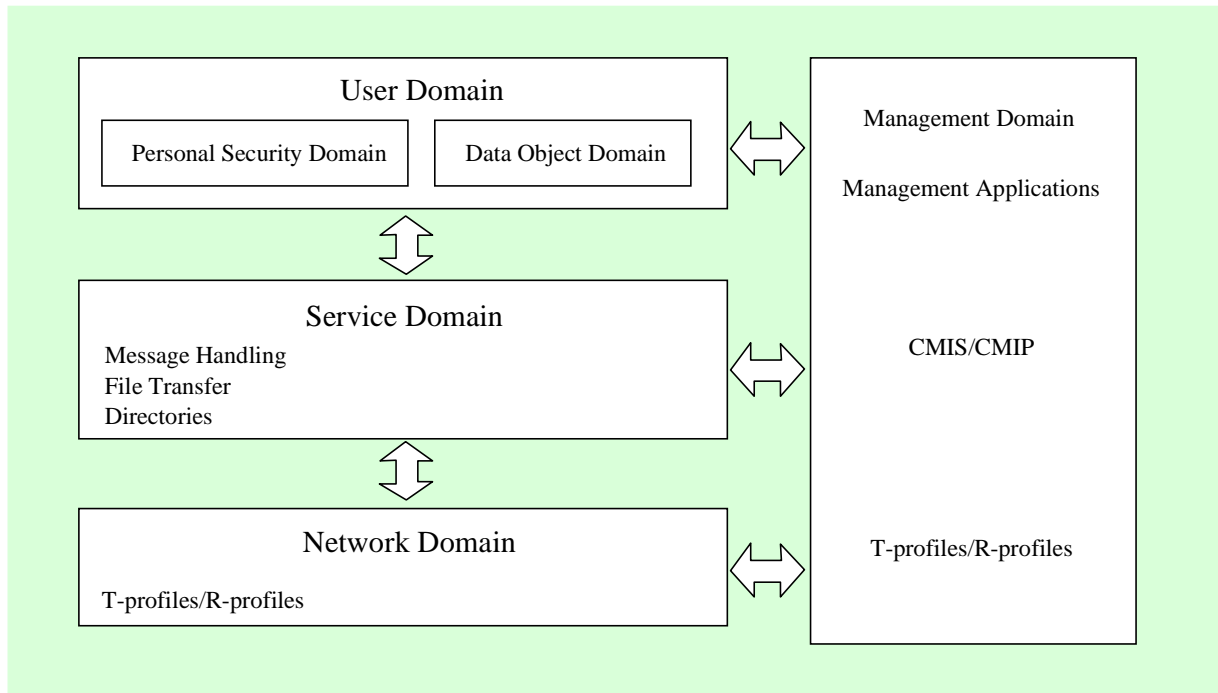 User Domain
Personal Security Domain
Data Object Domain
Service Domain
Message Handling
File Transfer
Directories
Network Domain
T-profiles/R-profiles
Management Domain
Management Applications
CMIS/CMIP
T-profiles/R-profiles